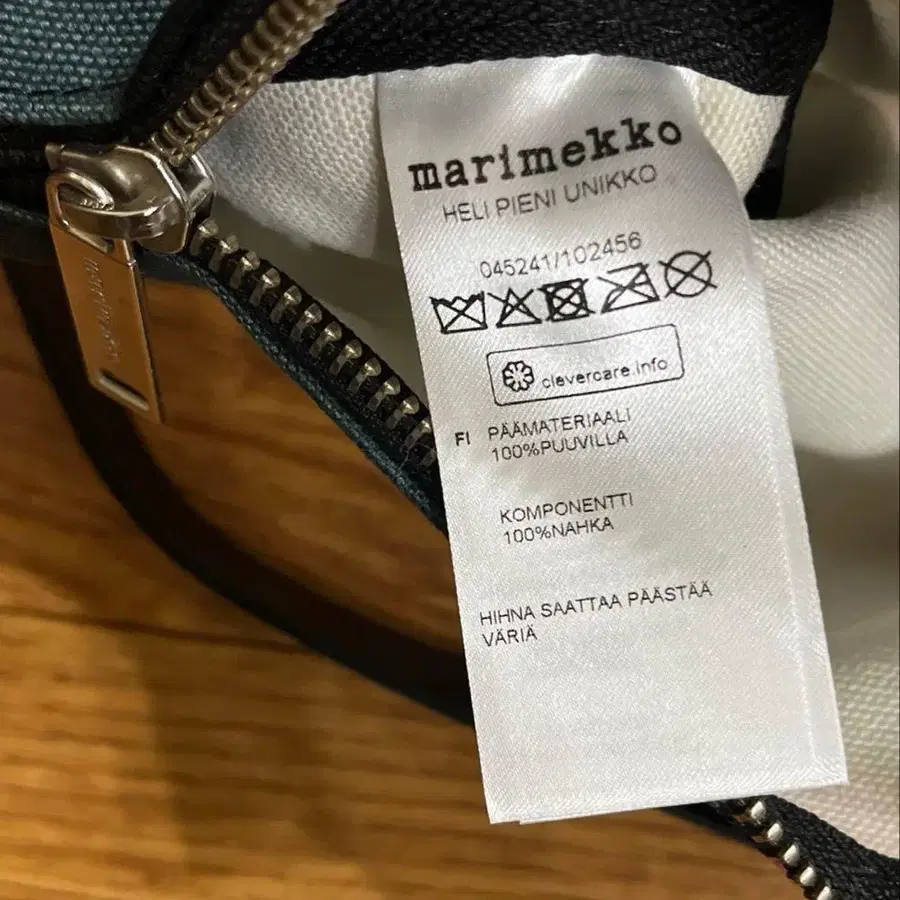 marimekko
HELI PIENI UNIKKO
045241/102456
clevercare.info
FI PÄÄMATERIAALI
100%PUUVILLA
KOMPONENTTI
100%NAHKA
HIHNA SAATTAA PÄÄSTÄÄ
VÄRIÄ
marimekko